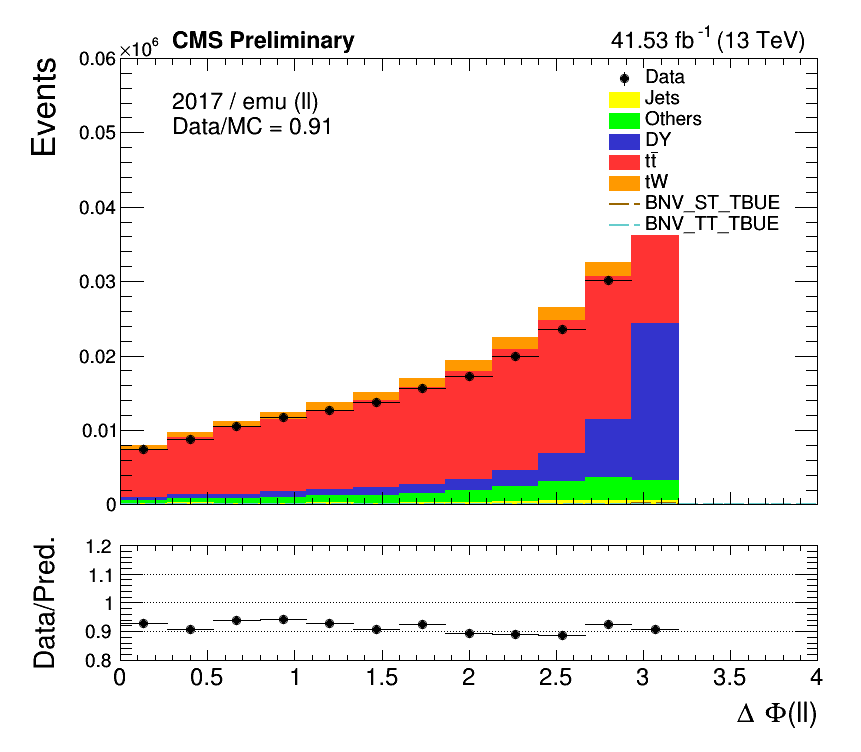 ×10⁶
CMS Preliminary
41.53 fb⁻¹ (13 TeV)
Events
0.06
0.05
0.04
0.03
0.02
0.01
0
2017 / emu (ll)
Data/MC = 0.91
Data
Jets
Others
DY
tt̄
tW
BNV_ST_TBUE
BNV_TT_TBUE
Data/Pred.
1.2
1.1
1
0.9
0.8
0 0.5 1 1.5 2 2.5 3 3.5 4
Δ Φ(ll)